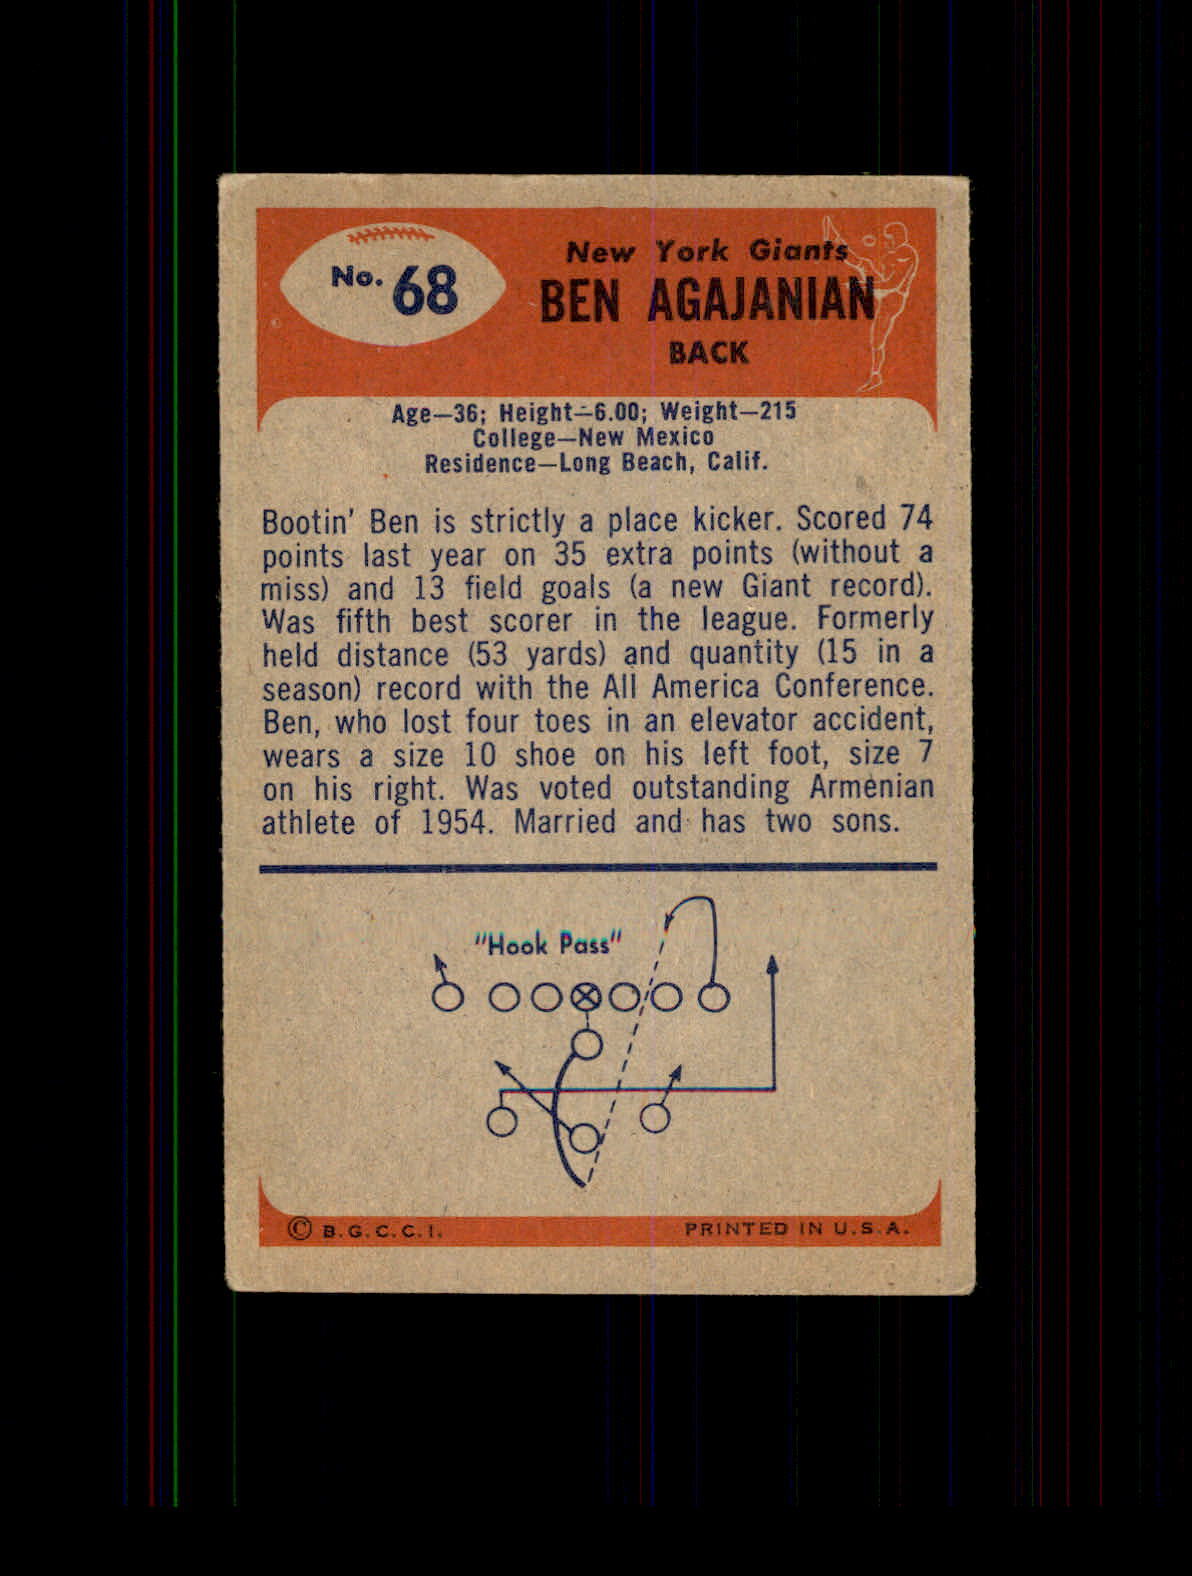 No. 68
New York Giants
BEN AGAJANIAN
BACK
Age—36; Height—6.00; Weight—215
College—New Mexico
Residence—Long Beach, Calif.
Bootin' Ben is strictly a place kicker. Scored 74
points last year on 35 extra points (without a
miss) and 13 field goals (a new Giant record).
Was fifth best scorer in the league. Formerly
held distance (53 yards) and quantity (15 in a
season) record with the All America Conference.
Ben, who lost four toes in an elevator accident,
wears a size 10 shoe on his left foot, size 7
on his right. Was voted outstanding Armenian
athlete of 1954. Married and has two sons.
"Hook Pass"
© B.G.C.C.I.
PRINTED IN U.S.A.